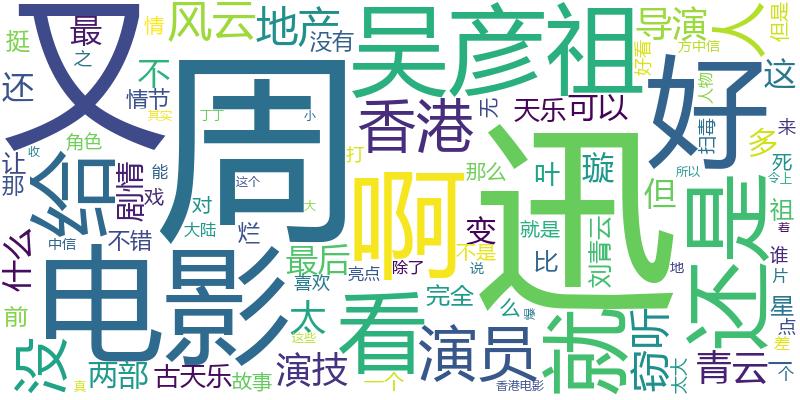 又
周
迅
电影
吴彦祖
好
啊
给
还是
就
看
香港
演员
没
风云
地产
导演
人
最
没有
情
之
但是
方中信
好看
挺
还
不
情节
真实
丁丁
小
无
天乐
可以
这
人物
扫毒
多
来
角色
让
那
收
能
这个
打
那么
叶
璇
但
死
所以
令上
剧情
戏
对
大陆
大
祖
着
什么
不错
烂
变
就是
刘青云
谁
中信
最后
亮点
除了
不是
说
比
地
片
前
喜欢
太
完全
么
爆
窃听
星
点
差
这些
两部
古天乐
故事
演技
一个
香港电影
青云
太大
一个
真